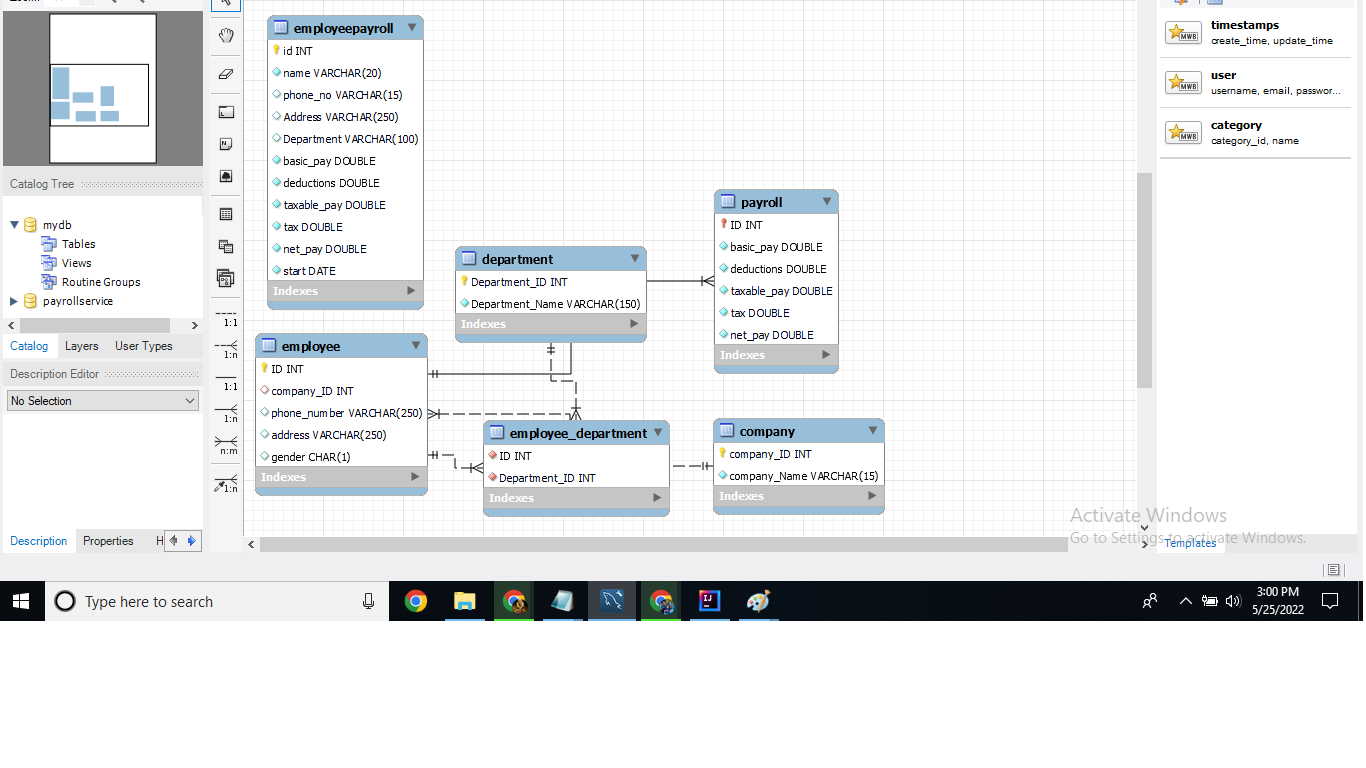 Catalog Tree
mydb
Tables
Views
Routine Groups
payrollservice
Catalog
Layers
User Types
Description Editor
No Selection
Description
Properties
H
1:1
1:n
1:1
1:n
n:m
1:n
employeepayroll
id INT
name VARCHAR(20)
phone_no VARCHAR(15)
Address VARCHAR(250)
Department VARCHAR(100)
basic_pay DOUBLE
deductions DOUBLE
taxable_pay DOUBLE
tax DOUBLE
net_pay DOUBLE
start DATE
Indexes
department
Department_ID INT
Department_Name VARCHAR(150)
Indexes
payroll
ID INT
basic_pay DOUBLE
deductions DOUBLE
taxable_pay DOUBLE
tax DOUBLE
net_pay DOUBLE
Indexes
employee
ID INT
company_ID INT
phone_number VARCHAR(250)
address VARCHAR(250)
gender CHAR(1)
Indexes
employee_department
ID INT
Department_ID INT
Indexes
company
company_ID INT
company_Name VARCHAR(15)
Indexes
MWB
timestamps
create_time, update_time
MWB
user
username, email, passwor...
MWB
category
category_id, name
Activate Windows
Go to Settings to activate Windows.
Templates
Type here to search
IJ
3:00 PM
5/25/2022